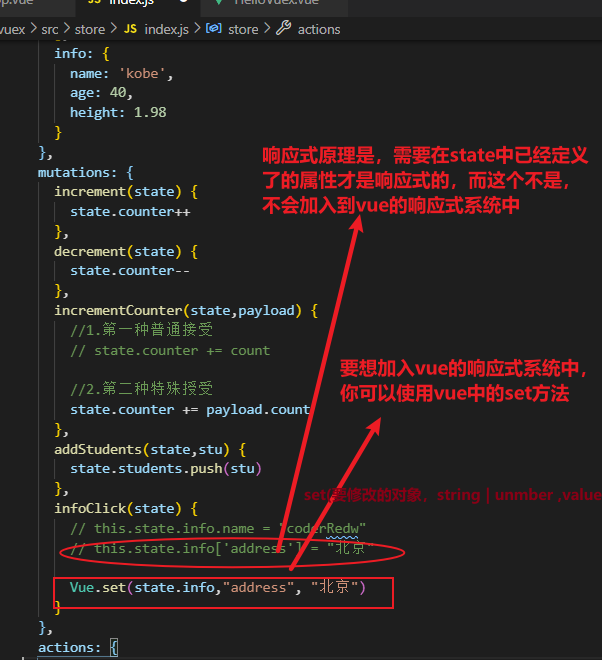 index.js
HelloVuex.vue
vuex > src > store > JS index.js > store > actions
info: {
name: 'kobe',
age: 40,
height: 1.98
}
},
mutations: {
increment(state) {
state.counter++
},
decrement(state) {
state.counter--
},
incrementCounter(state,payload) {
//1.第一种普通接受
// state.counter += count
//2.第二种特殊授受
state.counter += payload.count
},
addStudents(state,stu) {
state.students.push(stu)
},
infoClick(state) {
// this.state.info.name = "coderRedw"
// this.state.info['address'] = "北京"
Vue.set(state.info,"address", "北京")
}
},
actions: {
响应式原理是，需要在state中已经定义
了的属性才是响应式的，而这个不是，
不会加入到vue的响应式系统中
要想加入vue的响应式系统中，
你可以使用vue中的set方法
set(要修改的对象，string | unmber ,value